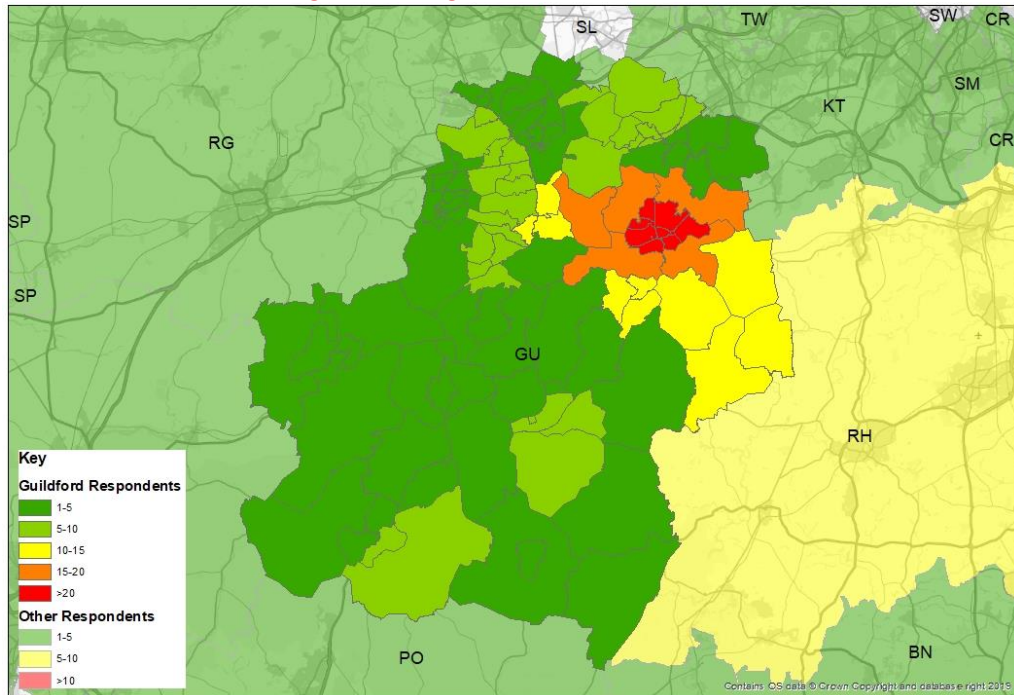 SL
TW
SW
CR
SM
KT
CR
RG
SP
SP
GU
RH
PO
BN
Key
Guildford Respondents
1-5
5-10
10-15
15-20
>20
Other Respondents
1-5
5-10
>10
Contains OS data © Crown Copyright and database right 2019